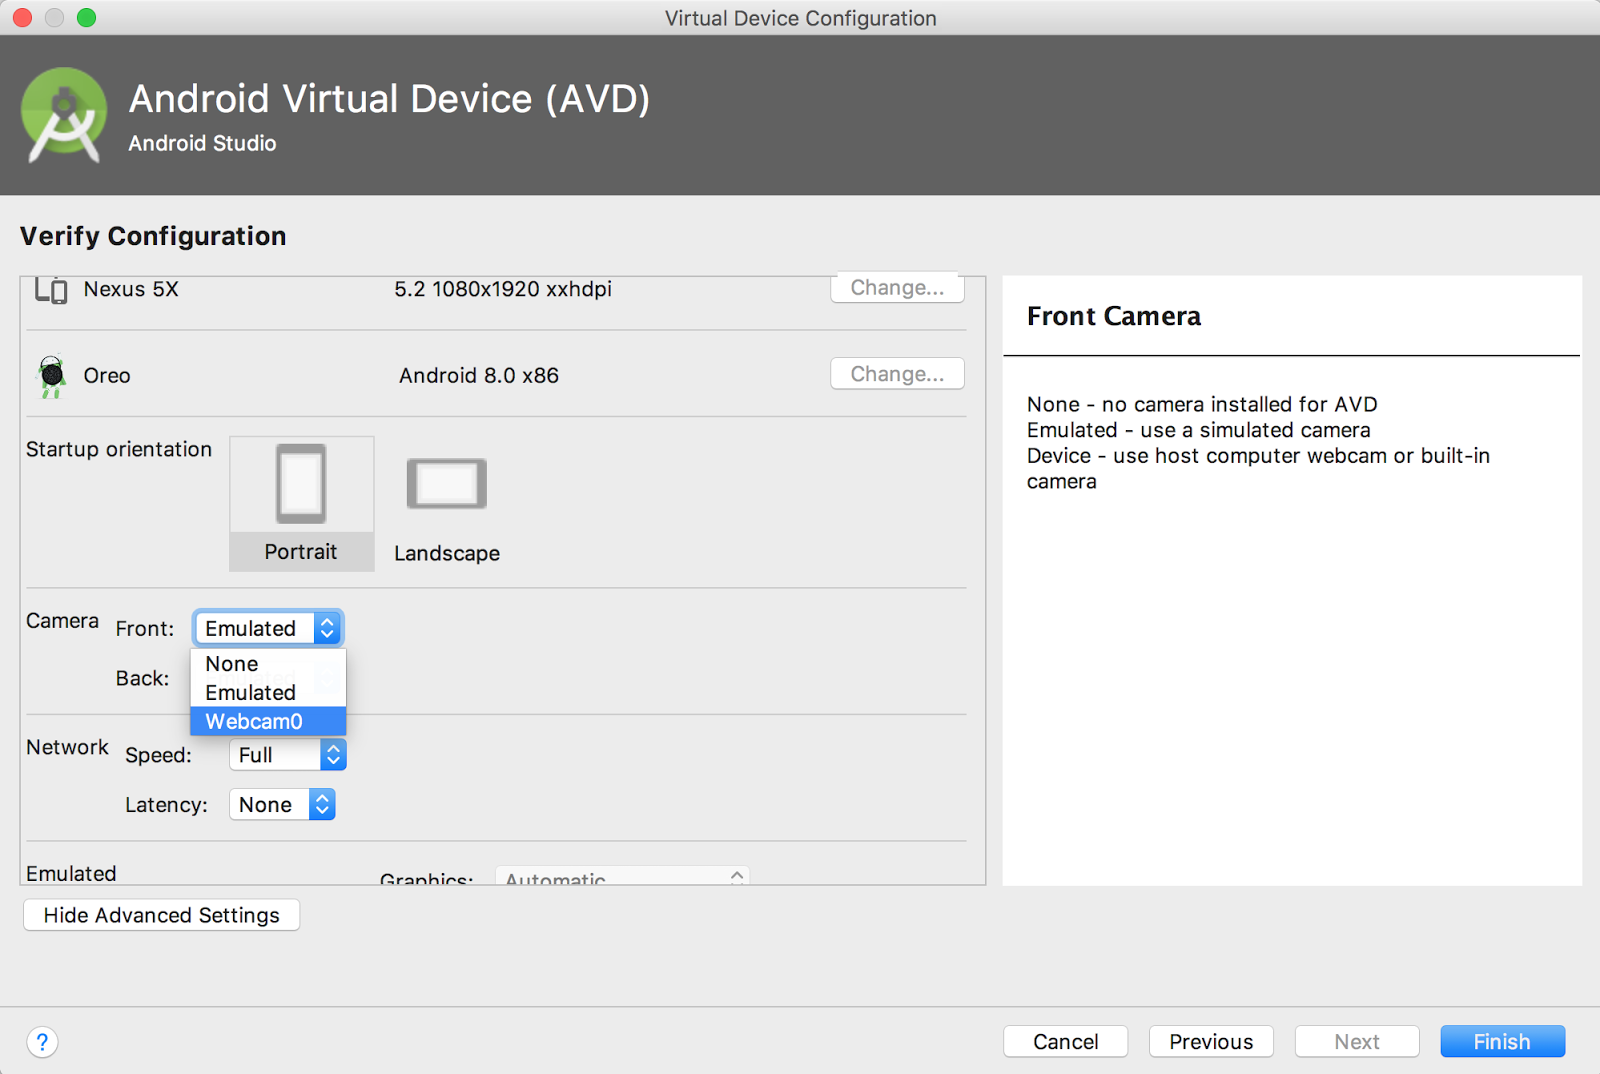 Virtual Device Configuration
Android Virtual Device (AVD)
Android Studio
Verify Configuration
Nexus 5X 5.2 1080x1920 xxhdpi Change...
Oreo Android 8.0 x86 Change...
Startup orientation
Portrait
Landscape
Camera Front: Emulated
None
Back:
Emulated
Webcam0
Network Speed: Full
Latency: None
Emulated Graphics: Automatic
Hide Advanced Settings
Front Camera
None - no camera installed for AVD
Emulated - use a simulated camera
Device - use host computer webcam or built-in
camera
? Cancel Previous Next Finish